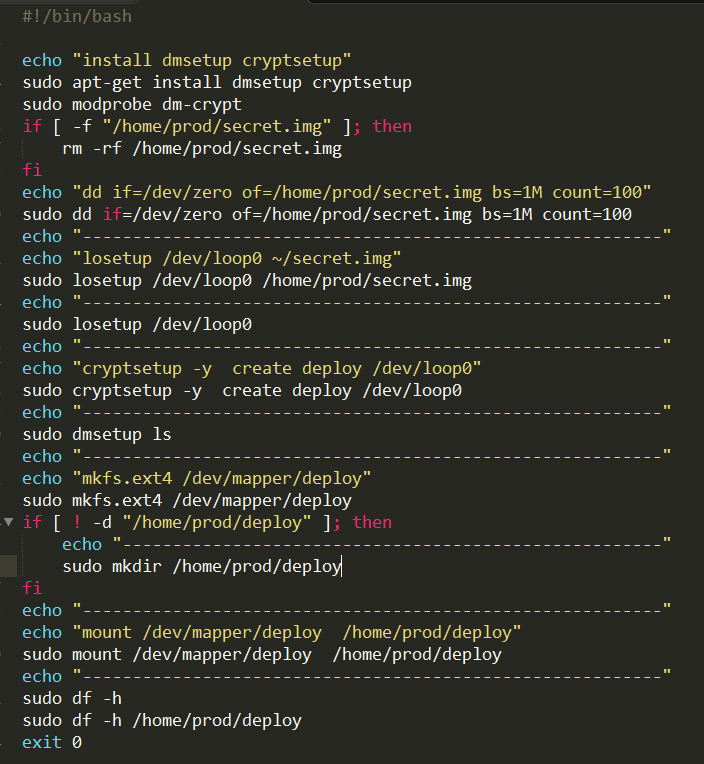 #!/bin/bash
echo "install dmsetup cryptsetup"
sudo apt-get install dmsetup cryptsetup
sudo modprobe dm-crypt
if [ -f "/home/prod/secret.img" ]; then
    rm -rf /home/prod/secret.img
fi
echo "dd if=/dev/zero of=/home/prod/secret.img bs=1M count=100"
sudo dd if=/dev/zero of=/home/prod/secret.img bs=1M count=100
echo "----------------------------------------------------------"
echo "losetup /dev/loop0 ~/secret.img"
sudo losetup /dev/loop0 /home/prod/secret.img
echo "----------------------------------------------------------"
sudo losetup /dev/loop0
echo "----------------------------------------------------------"
echo "cryptsetup -y  create deploy /dev/loop0"
sudo cryptsetup -y  create deploy /dev/loop0
echo "----------------------------------------------------------"
sudo dmsetup ls
echo "----------------------------------------------------------"
echo "mkfs.ext4 /dev/mapper/deploy"
sudo mkfs.ext4 /dev/mapper/deploy
if [ ! -d "/home/prod/deploy" ]; then
    echo "------------------------------------------------------"
    sudo mkdir /home/prod/deploy
fi
echo "----------------------------------------------------------"
echo "mount /dev/mapper/deploy  /home/prod/deploy"
sudo mount /dev/mapper/deploy  /home/prod/deploy
echo "----------------------------------------------------------"
sudo df -h
sudo df -h /home/prod/deploy
exit 0